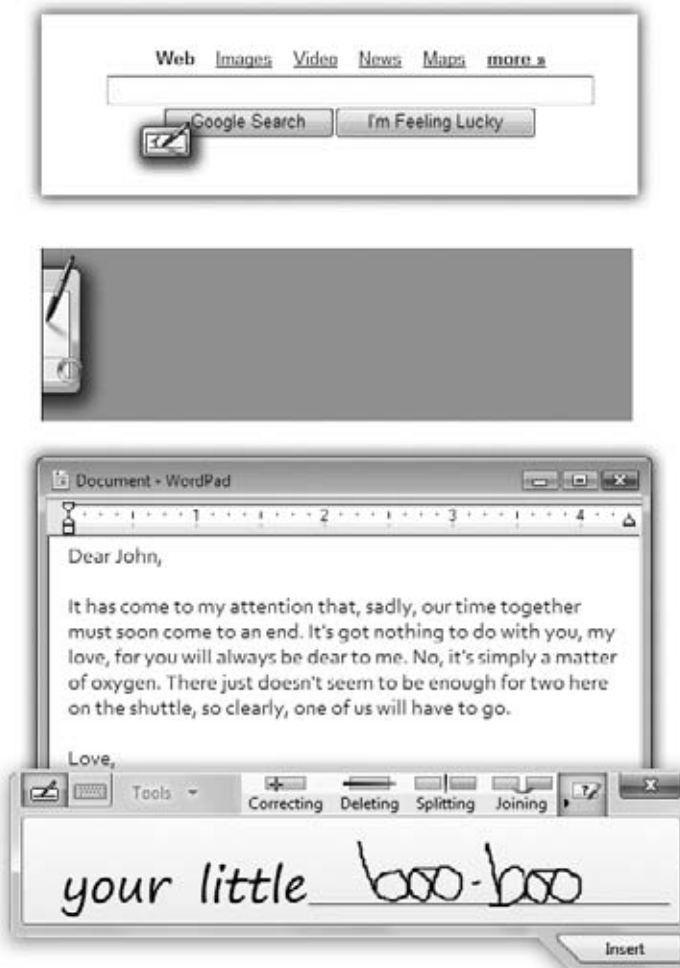 Web Images Video News Maps more »
Google Search I'm Feeling Lucky
Document - WordPad
1 2 3 4
Dear John,
It has come to my attention that, sadly, our time together
must soon come to an end. It's got nothing to do with you, my
love, for you will always be dear to me. No, it's simply a matter
of oxygen. There just doesn't seem to be enough for two here
on the shuttle, so clearly, one of us will have to go.
Love,
Tools Correcting Deleting Splitting Joining
your little boo-boo
Insert